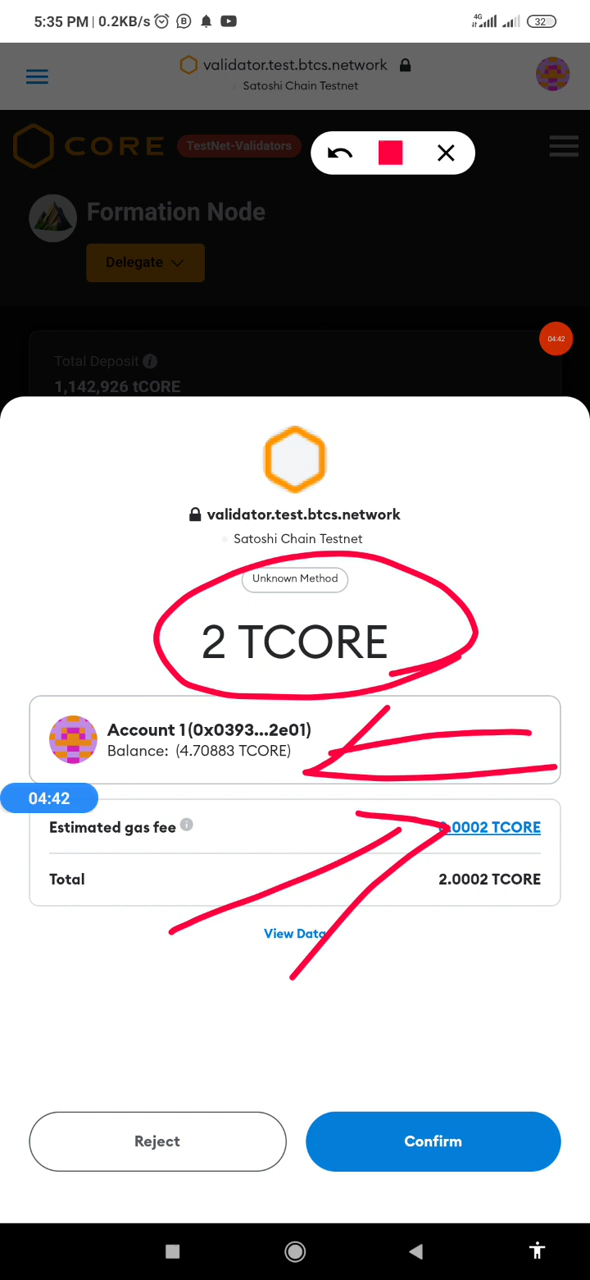 5:35 PM | 0.2KB/s
4G
32
validator.test.btcs.network
Satoshi Chain Testnet
CORE
TestNet-Validators
Formation Node
Delegate
04:42
Total Deposit
1,142,926 tCORE
validator.test.btcs.network
Satoshi Chain Testnet
Unknown Method
2 TCORE
Account 1 (0x0393...2e01)
Balance: (4.70883 TCORE)
04:42
Estimated gas fee 0.0002 TCORE
Total 2.0002 TCORE
View Data
Reject Confirm